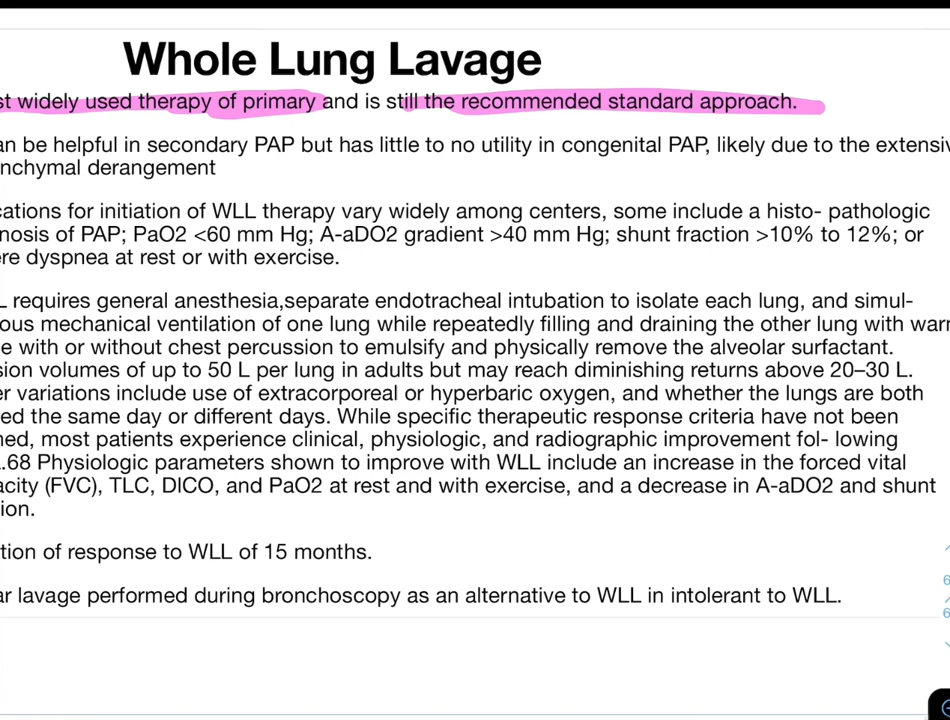 Whole Lung Lavage
st widely used therapy of primary and is still the recommended standard approach.
an be helpful in secondary PAP but has little to no utility in congenital PAP, likely due to the extensiv
nchymal derangement
cations for initiation of WLL therapy vary widely among centers, some include a histo- pathologic
nosis of PAP; PaO2 <60 mm Hg; A-aDO2 gradient >40 mm Hg; shunt fraction >10% to 12%; or
re dyspnea at rest or with exercise.
L requires general anesthesia,separate endotracheal intubation to isolate each lung, and simul-
ous mechanical ventilation of one lung while repeatedly filling and draining the other lung with warm
e with or without chest percussion to emulsify and physically remove the alveolar surfactant.
sion volumes of up to 50 L per lung in adults but may reach diminishing returns above 20–30 L.
er variations include use of extracorporeal or hyperbaric oxygen, and whether the lungs are both
ed the same day or different days. While specific therapeutic response criteria have not been
ned, most patients experience clinical, physiologic, and radiographic improvement fol- lowing
.68 Physiologic parameters shown to improve with WLL include an increase in the forced vital
acity (FVC), TLC, DlCO, and PaO2 at rest and with exercise, and a decrease in A-aDO2 and shunt
ion.
tion of response to WLL of 15 months.
ar lavage performed during bronchoscopy as an alternative to WLL in intolerant to WLL.
6
6